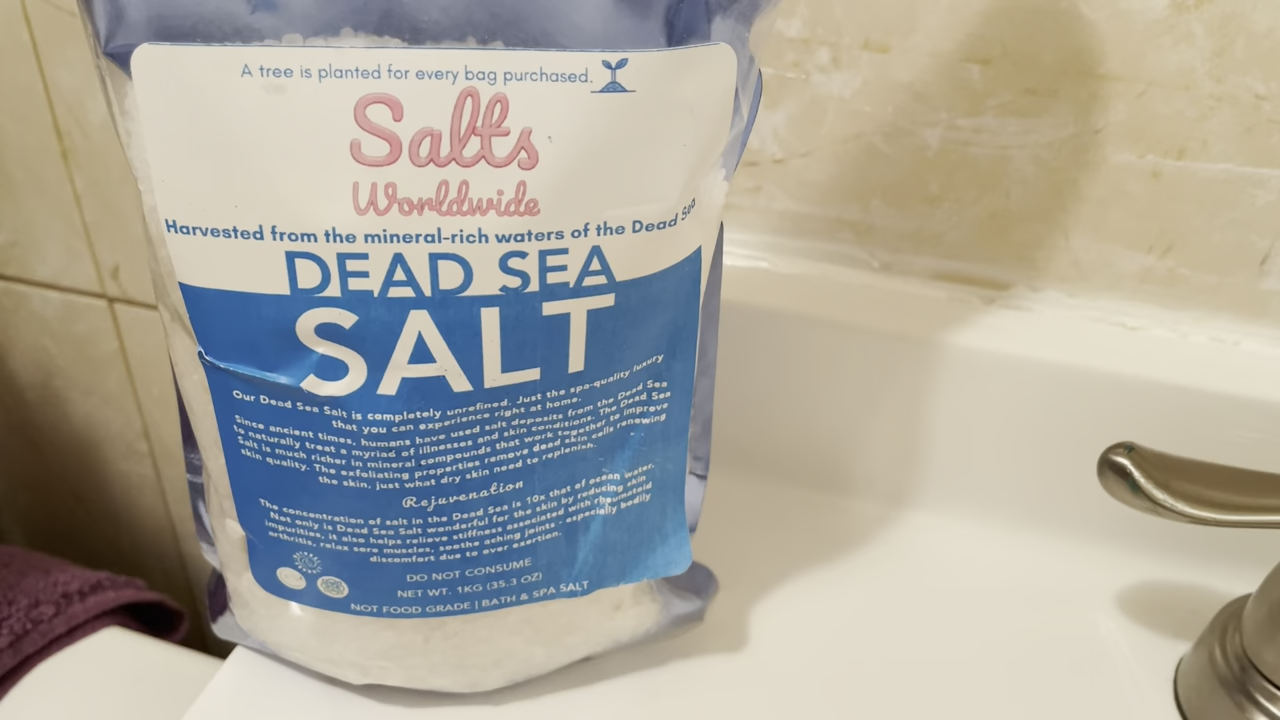 A tree is planted for every bag purchased.
Salts
Worldwide
Harvested from the mineral-rich waters of the Dead Sea
DEAD SEA
SALT
Our Dead Sea Salt is completely unrefined. Just the spa-quality luxury
that you can experience right at home.
Since ancient times, humans have used salt deposits from the Dead Sea
to naturally treat a myriad of illnesses and skin conditions. The Dead Sea
Salt is much richer in mineral compounds that work together to improve
skin quality. The exfoliating properties remove dead skin cells renewing
the skin, just what dry skin need to replenish.
Rejuvenation
The concentration of salt in the Dead Sea is 10x that of ocean water.
Not only is Dead Sea Salt wonderful for the skin by reducing skin
impurities, it also helps relieve stiffness associated with rheumatoid
arthritis, relax sore muscles, soothe aching joints - especially bodily
discomfort due to over exertion.
DO NOT CONSUME
NET WT. 1KG (35.3 OZ)
NOT FOOD GRADE | BATH & SPA SALT